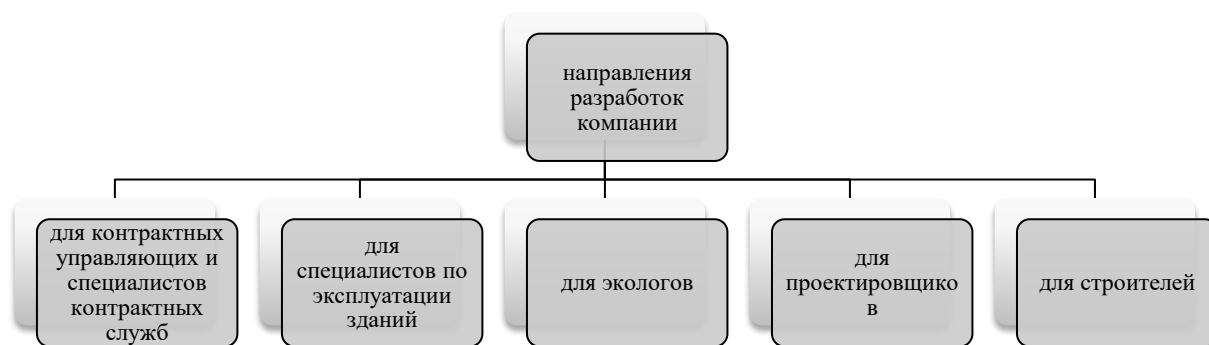 направления
разработок
компании
для контрактных
управляющих и
специалистов
контрактных
служб
для
специалистов по
эксплуатации
зданий
для экологов
для
проектировщико
в
для строителей